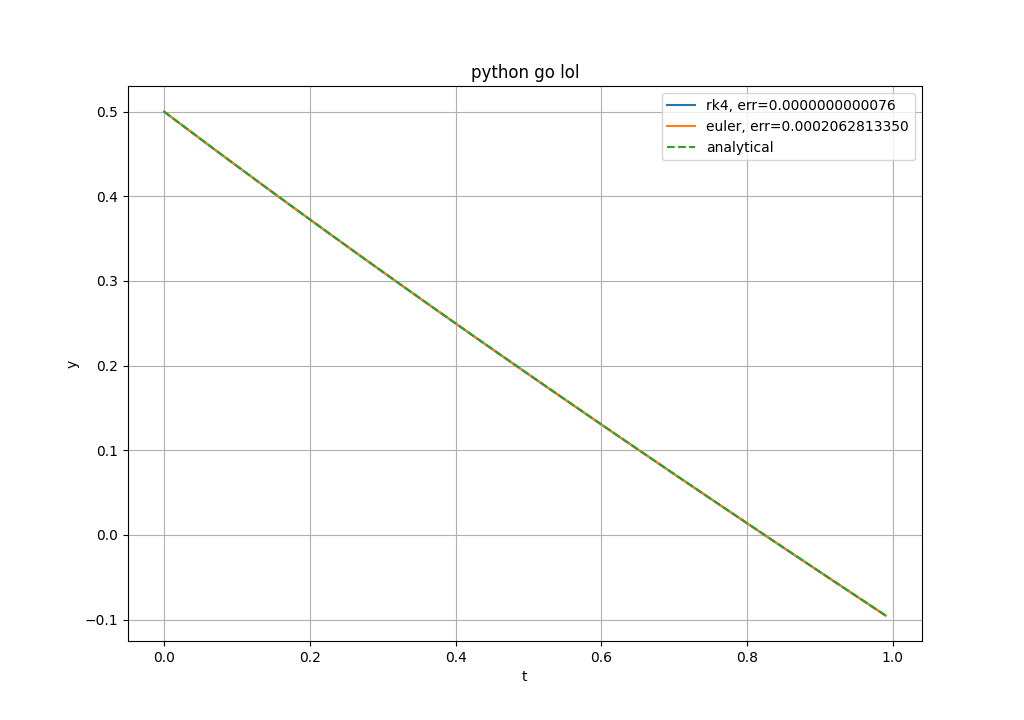 python go lol
rk4, err=0.0000000000076
euler, err=0.0002062813350
analytical
0.5
0.4
0.3
0.2
0.1
0.0
−0.1
y
0.0 0.2 0.4 0.6 0.8 1.0
t